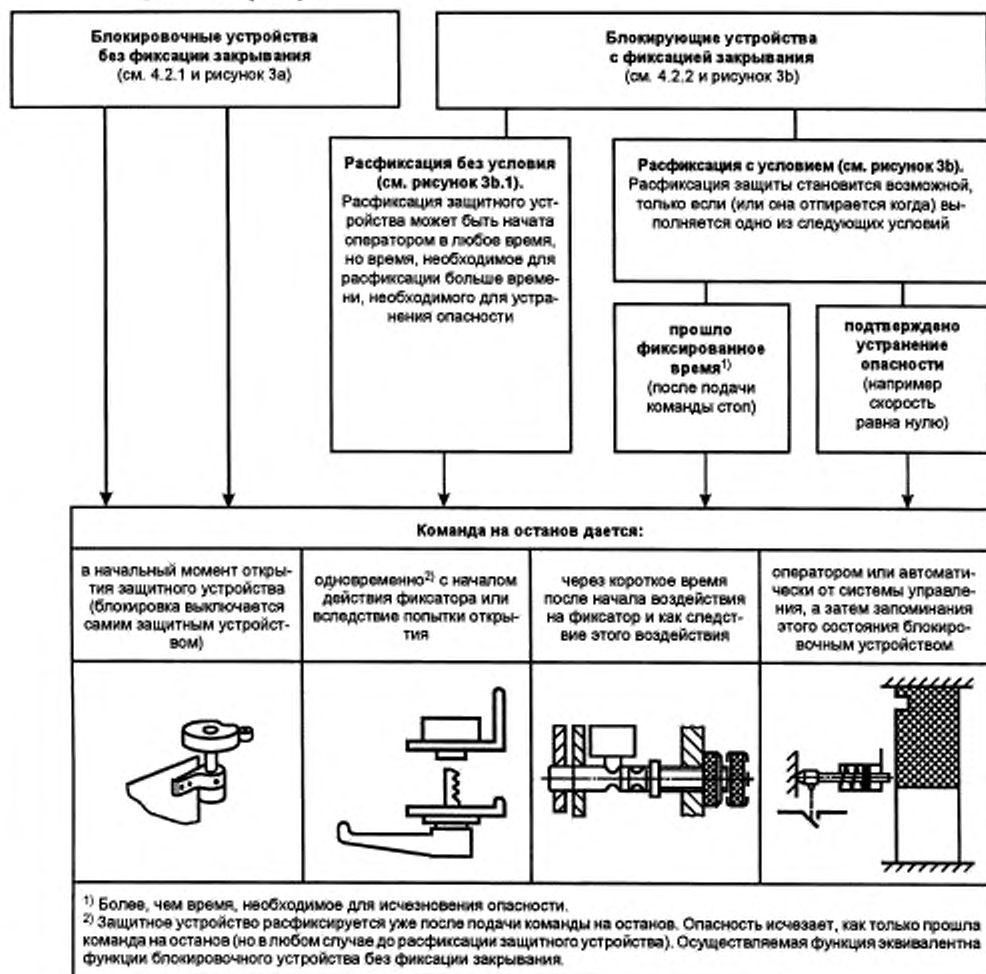 Блокировочные устройства
без фиксации закрывания
(см. 4.2.1 и рисунок 3а)
Блокирующие устройства
с фиксацией закрывания
(см. 4.2.2 и рисунок 3b)
Расфиксация без условия
(см. рисунок 3b.1).
Расфиксация защитного уст-
ройства может быть начата
оператором в любое время,
но время, необходимое для
расфиксации больше време-
ни, необходимого для устра-
нения опасности
Расфиксация с условием (см. рисунок 3b).
Расфиксация защиты становится возможной,
только если (или она отпирается когда) вы-
полняется одно из следующих условий
прошло
фиксированное
время1)
(после подачи
команды стоп)
подтверждено
устранение
опасности
(например
скорость
равна нулю)
Команда на останов дается:
в начальный момент откры-
тия защитного устройства
(блокировка выключается
самим защитным устройст-
вом)
одновременно2) с началом
действия фиксатора или
вследствие попытки откры-
тия
через короткое время
после начала воздействия
на фиксатор и как следст-
вие этого воздействия
оператором или автомати-
чески от системы управле-
ния, а затем запоминания
этого состояния блокиро-
вочным устройством
1) Более, чем время, необходимое для исчезновения опасности.
2) Защитное устройство расфиксируется уже после подачи команды на останов. Опасность исчезает, как только прошла
команда на останов (но в любом случае до расфиксации защитного устройства). Осуществляемая функция эквивалентна
функции блокировочного устройства без фиксации закрывания.